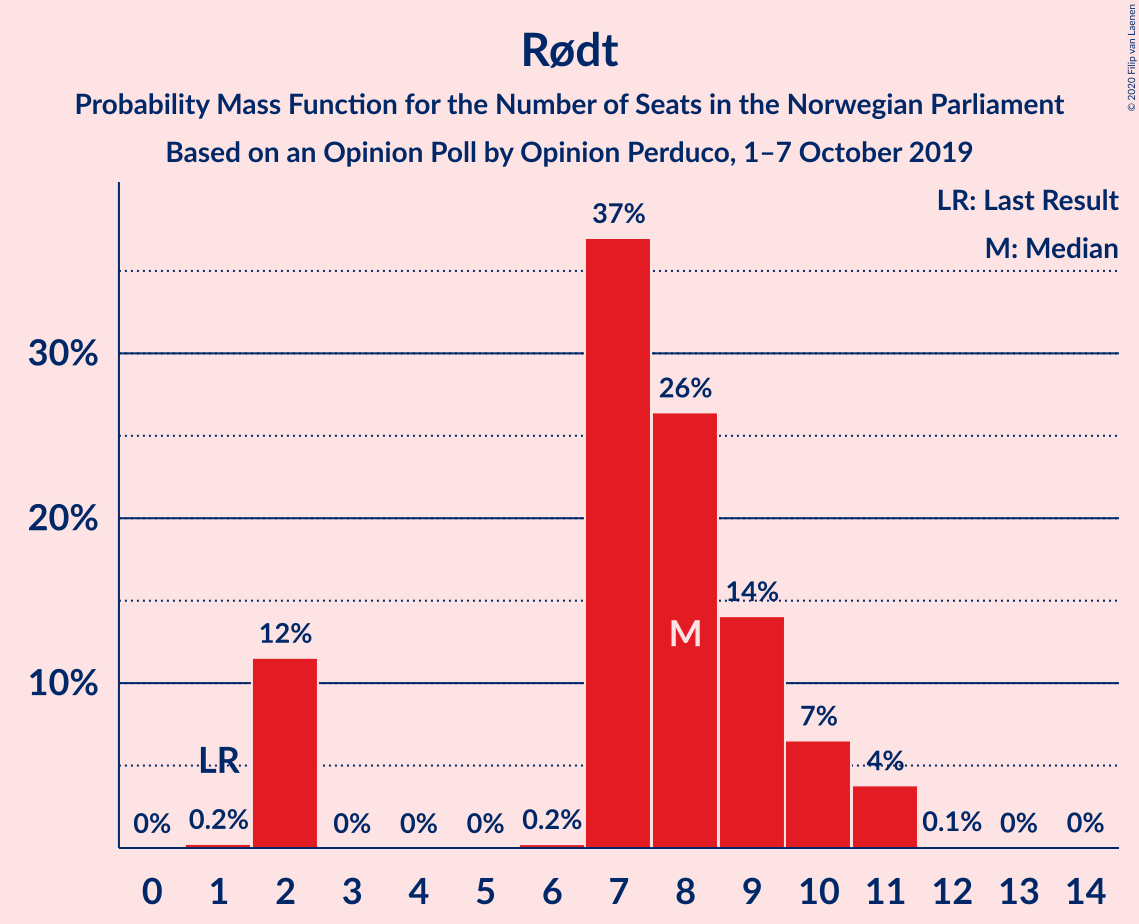 Rødt
Probability Mass Function for the Number of Seats in the Norwegian Parliament
Based on an Opinion Poll by Opinion Perduco, 1–7 October 2019
© 2020 Filip van Laenen
LR: Last Result
M: Median
37%
30%
26%
20%
14%
M
12%
10%
7%
LR
4%
0% 0.2% 0% 0% 0% 0.2% 0.1% 0% 0%
0 1 2 3 4 5 6 7 8 9 10 11 12 13 14